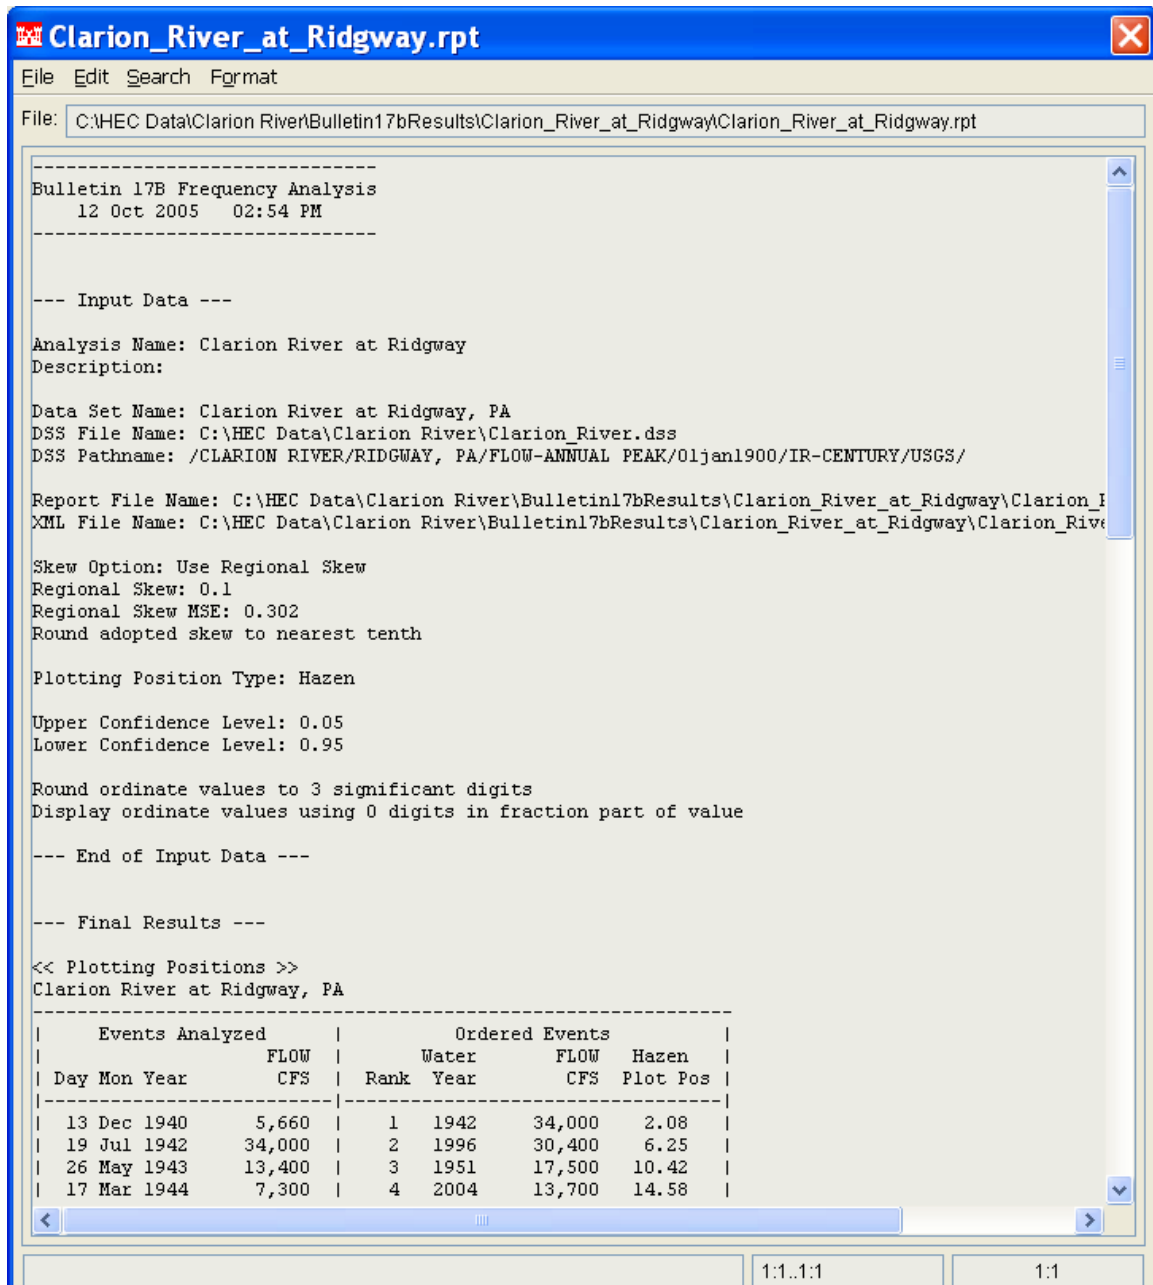 Clarion_River_at_Ridgway.rpt
File Edit Search Format
File: C:\HEC Data\Clarion River\Bulletin17bResults\Clarion_River_at_Ridgway\Clarion_River_at_Ridgway.rpt
-------------------------------
Bulletin 17B Frequency Analysis
    12 Oct 2005   02:54 PM
-------------------------------
--- Input Data ---
Analysis Name: Clarion River at Ridgway
Description:
Data Set Name: Clarion River at Ridgway, PA
DSS File Name: C:\HEC Data\Clarion River\Clarion_River.dss
DSS Pathname: /CLARION RIVER/RIDGWAY, PA/FLOW-ANNUAL PEAK/01jan1900/IR-CENTURY/USGS/
Report File Name: C:\HEC Data\Clarion River\Bulletin17bResults\Clarion_River_at_Ridgway\Clarion_
XML File Name: C:\HEC Data\Clarion River\Bulletin17bResults\Clarion_River_at_Ridgway\Clarion_Rive
Skew Option: Use Regional Skew
Regional Skew: 0.1
Regional Skew MSE: 0.302
Round adopted skew to nearest tenth
Plotting Position Type: Hazen
Upper Confidence Level: 0.05
Lower Confidence Level: 0.95
Round ordinate values to 3 significant digits
Display ordinate values using 0 digits in fraction part of value
--- End of Input Data ---
--- Final Results ---
<< Plotting Positions >>
Clarion River at Ridgway, PA
---------------------------------------------------------------
|     Events Analyzed      |          Ordered Events          |
|                    FLOW  |       Water       FLOW   Hazen   |
| Day Mon Year        CFS  |  Rank  Year        CFS  Plot Pos |
|--------------------------|----------------------------------|
|  13 Dec 1940      5,660  |    1   1942     34,000    2.08   |
|  19 Jul 1942     34,000  |    2   1996     30,400    6.25   |
|  26 May 1943     13,400  |    3   1951     17,500   10.42   |
|  17 Mar 1944      7,300  |    4   2004     13,700   14.58   |
1:1..1:1 1:1